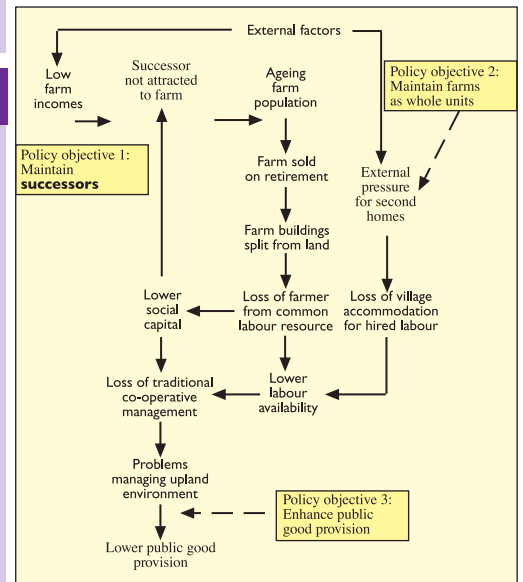 External factors
Low
farm
incomes
Successor
not attracted
to farm
Ageing
farm
population
Policy objective 2:
Maintain farms
as whole units
Policy objective 1:
Maintain
successors
Farm sold
on retirement
External
pressure
for second
homes
Farm buildings
split from land
Lower
social
capital
Loss of farmer
from common
labour resource
Loss of village
accommodation
for hired labour
Loss of traditional
co-operative
management
Lower
labour
availability
Problems
managing upland
environment
Policy objective 3:
Enhance public
good provision
Lower public good
provision